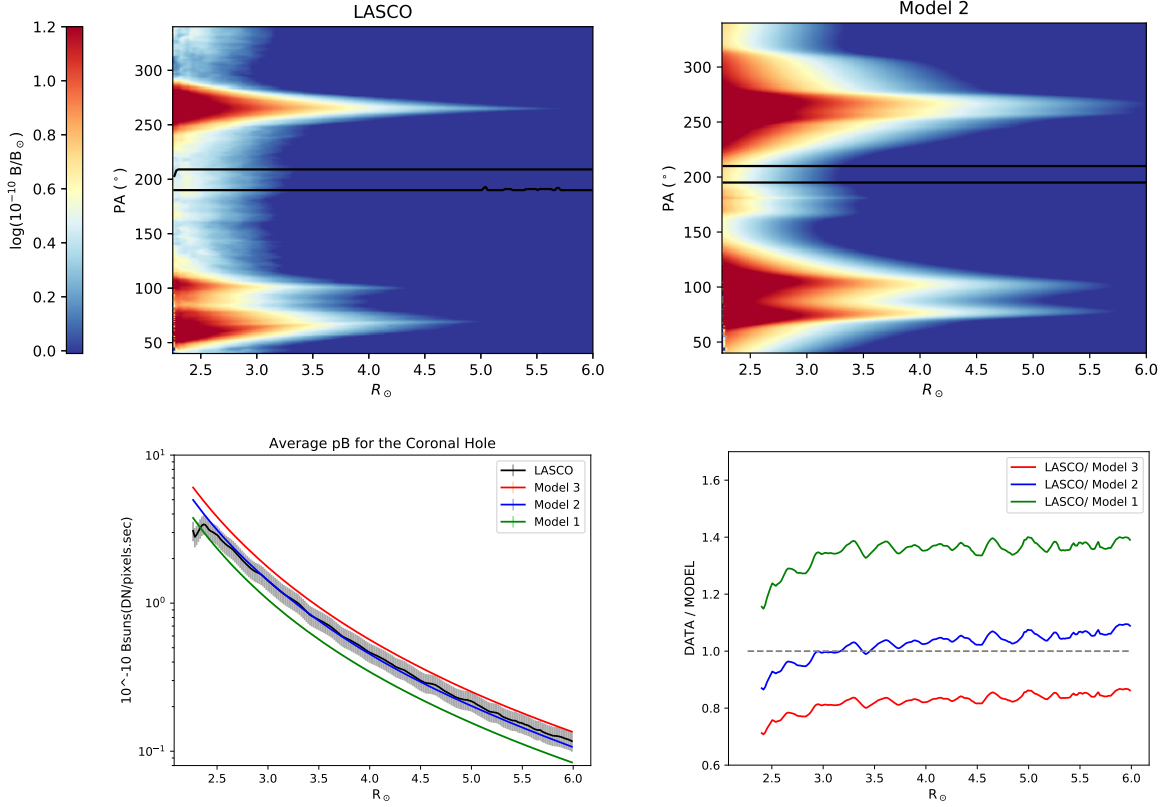 LASCO
1.2
1.0
0.8
0.6
0.4
0.2
0.0
log(10⁻¹⁰ B/B⊙)
300
250
200
150
100
50
PA (°)
2.5 3.0 3.5 4.0 4.5 5.0 5.5 6.0
R⊙
Model 2
300
250
200
150
100
50
PA (°)
2.5 3.0 3.5 4.0 4.5 5.0 5.5 6.0
R⊙
Average pB for the Coronal Hole
10¹
10⁰
10⁻¹
10^-10 Bsuns(DN/pixels.sec)
LASCO
Model 3
Model 2
Model 1
2.5 3.0 3.5 4.0 4.5 5.0 5.5 6.0
R⊙
1.6
1.4
1.2
1.0
0.8
0.6
DATA / MODEL
LASCO/ Model 3
LASCO/ Model 2
LASCO/ Model 1
2.5 3.0 3.5 4.0 4.5 5.0 5.5 6.0
R⊙